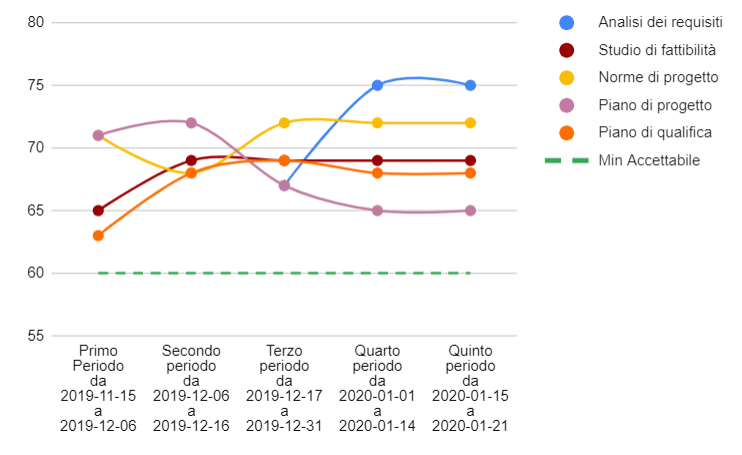 80
75
70
65
60
55
Primo
Periodo
da
2019-11-15
a
2019-12-06
Secondo
periodo
da
2019-12-06
a
2019-12-16
Terzo
periodo
da
2019-12-17
a
2019-12-31
Quarto
periodo
da
2020-01-01
a
2020-01-14
Quinto
periodo
da
2020-01-15
a
2020-01-21
Analisi dei requisiti
Studio di fattibilità
Norme di progetto
Piano di progetto
Piano di qualifica
Min Accettabile